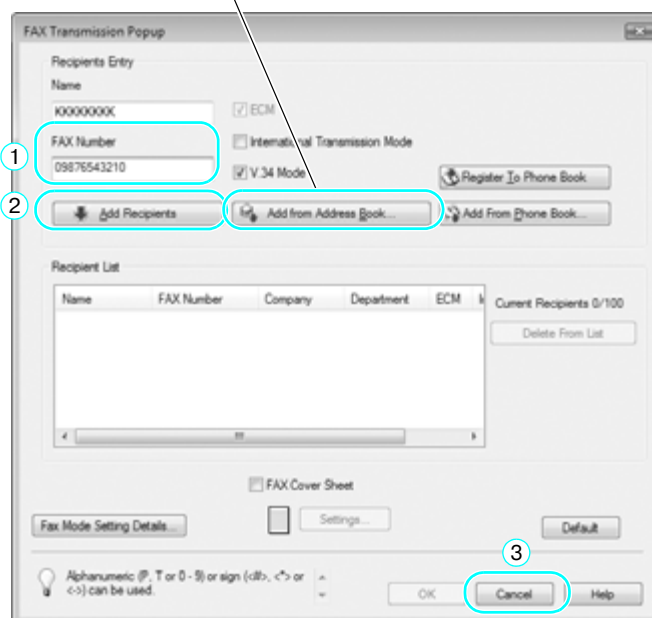 FAX Transmission Popup
Recipients Entry
Name
KXXXXXXX
ECM
FAX Number
International Transmission Mode
1
09876543210
V.34 Mode
Register To Phone Book
2
Add Recipients
Add from Address Book...
Add From Phone Book...
Recipient List
Name FAX Number Company Department ECM
Current Recipients 0/100
Delete From List
FAX Cover Sheet
Fax Mode Setting Details...
Settings...
Default
3
Alphanumeric (P, T or 0 - 9) or sign (<#>, <*> or
<->) can be used.
OK Cancel Help